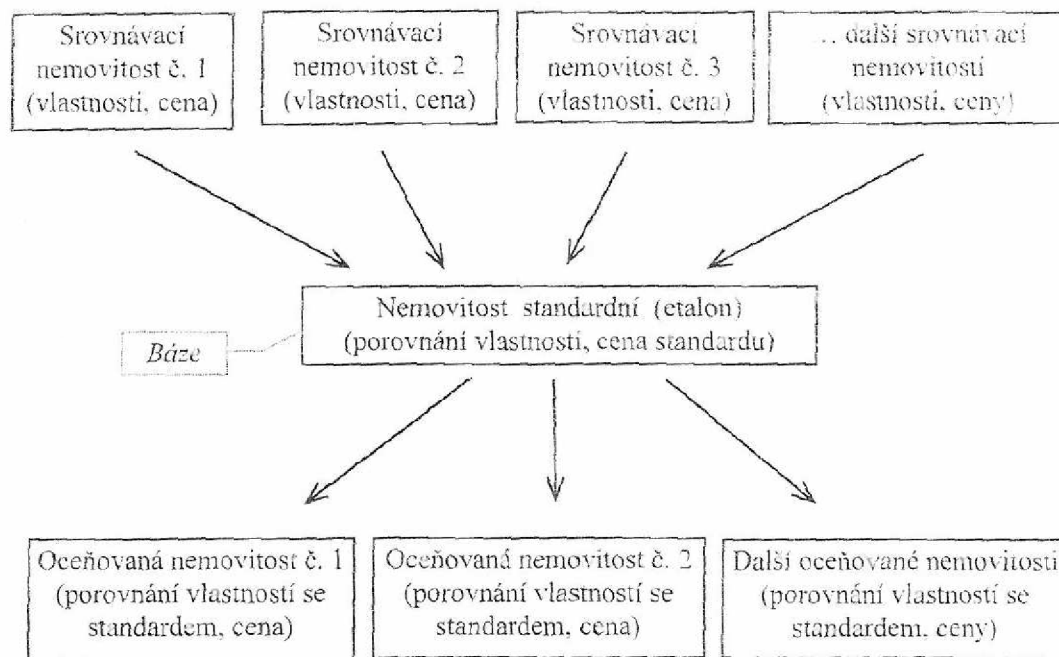 Srovnávací
nemovitost č. 1
(vlastnosti, cena)
Srovnávací
nemovitost č. 2
(vlastnosti, cena)
Srovnávací
nemovitost č. 3
(vlastnosti, cena)
.. další srovnávací
nemovitosti
(vlastnosti, ceny)
Nemovitost standardní (etalon)
(porovnání vlastností, cena standardu)
Báze
Oceňovaná nemovitost č. 1
(porovnání vlastností se
standardem, cena)
Oceňovaná nemovitost č. 2
(porovnání vlastností se
standardem, cena)
Další oceňované nemovitosti
(porovnání vlastností se
standardem, ceny)